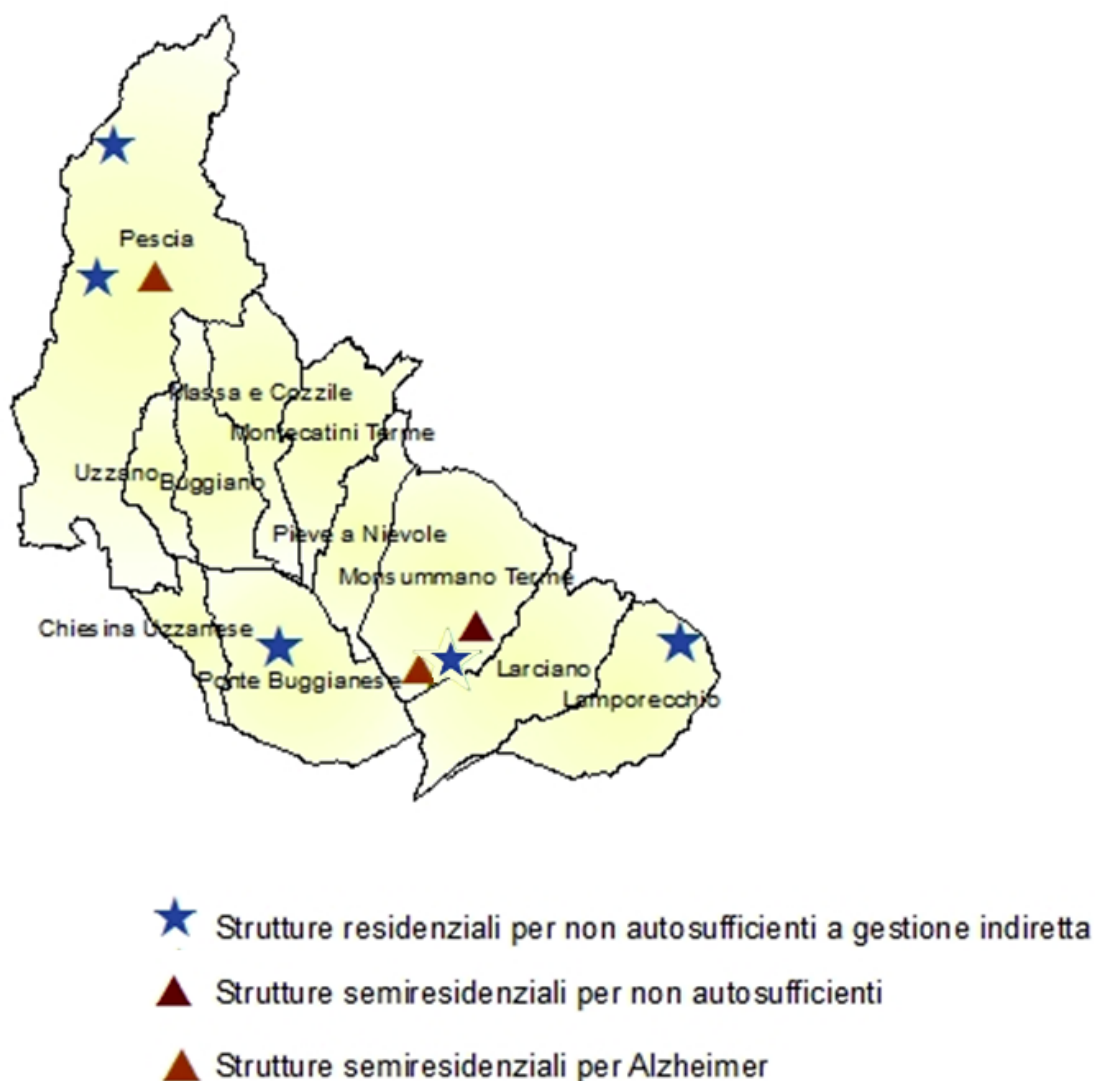 Pescia
Massa e Cozzile
Montecatini Terme
Uzzano
Buggiano
Pieve a Nievole
Monsummano Terme
Chiesina Uzzanese
Larciano
Ponte Buggianese
Lamporecchio
Strutture residenziali per non autosufficienti a gestione indiretta
Strutture semiresidenziali per non autosufficienti
Strutture semiresidenziali per Alzheimer